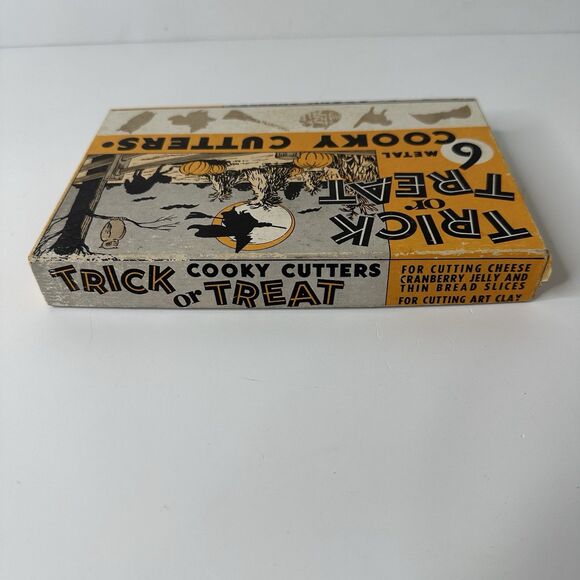 TRICK
or
TREAT
6
METAL
COOKY CUTTERS
TRICK or TREAT
COOKY CUTTERS
FOR CUTTING CHEESE
CRANBERRY JELLY AND
THIN BREAD SLICES
FOR CUTTING ART CLAY